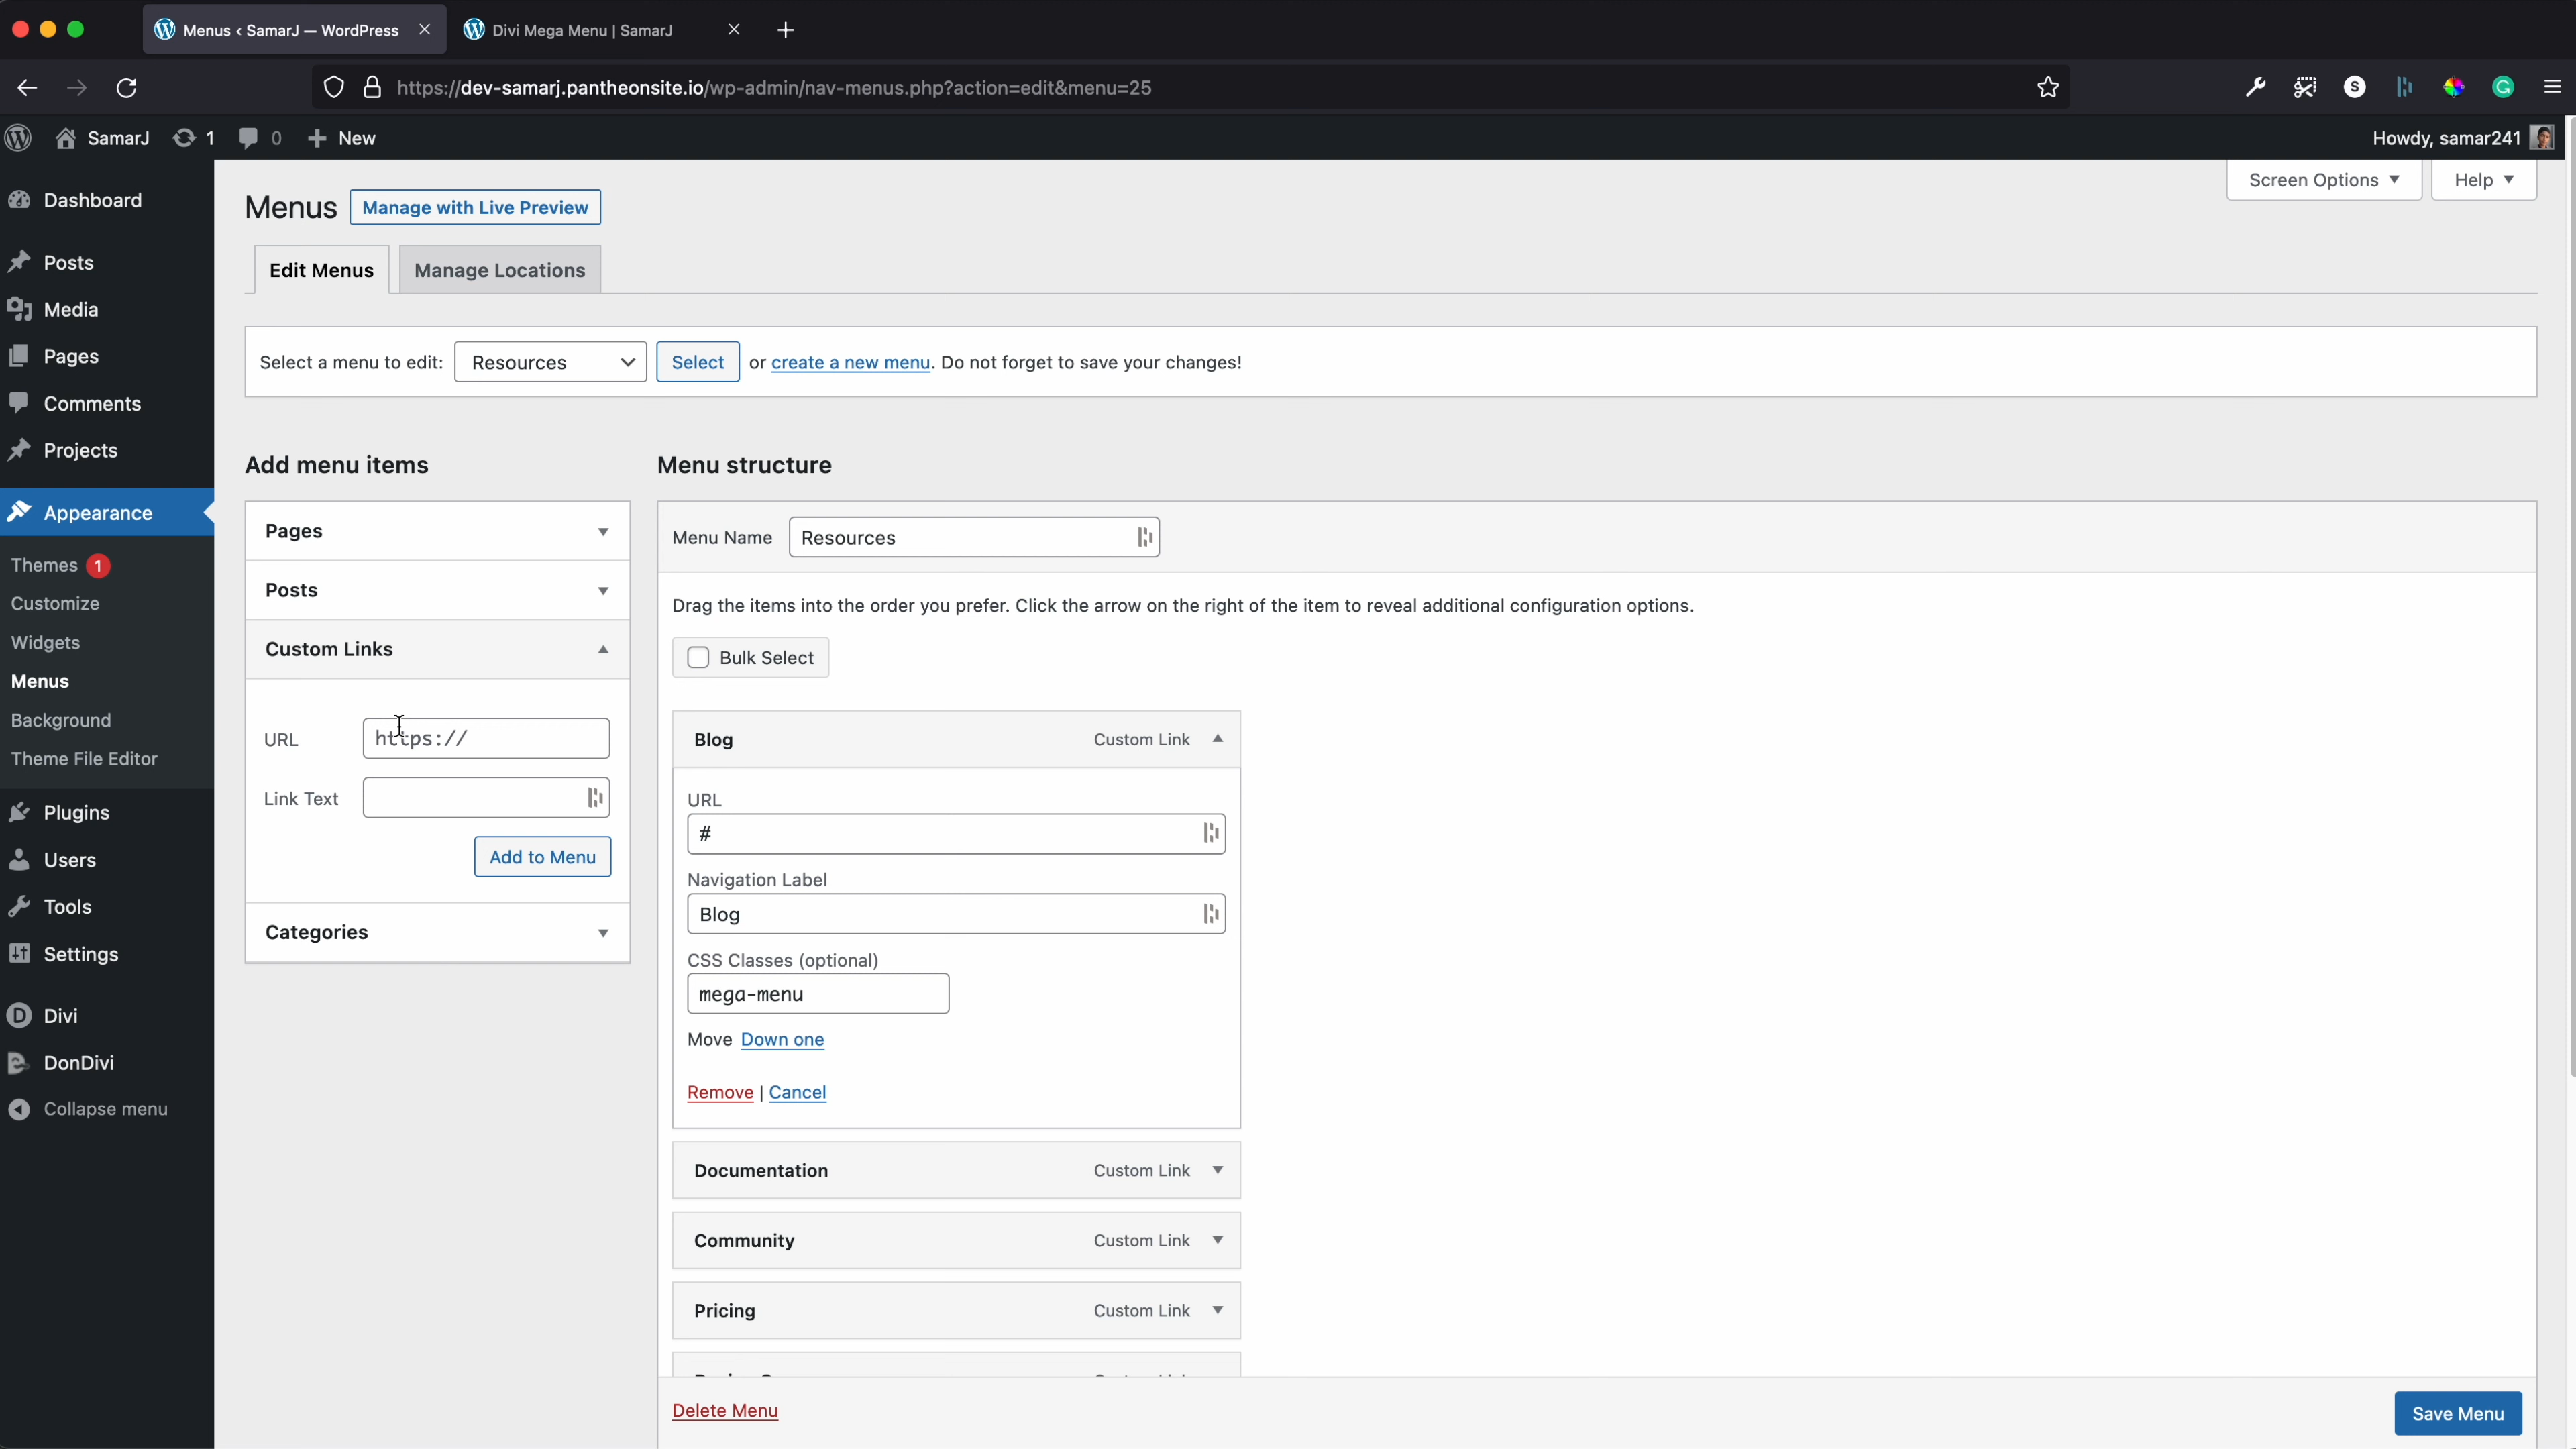 Menus ‹ SamarJ — WordPress
Divi Mega Menu | SamarJ
https://dev-samarj.pantheonsite.io/wp-admin/nav-menus.php?action=edit&menu=25
SamarJ 1 0 New
Howdy, samar241
Screen Options
Help
Dashboard
Posts
Media
Pages
Comments
Projects
Appearance
Themes 1
Customize
Widgets
Menus
Background
Theme File Editor
Plugins
Users
Tools
Settings
Divi
DonDivi
Collapse menu
Menus
Manage with Live Preview
Edit Menus
Manage Locations
Select a menu to edit: Resources Select or create a new menu. Do not forget to save your changes!
Add menu items
Pages
Posts
Custom Links
URL https://
Link Text
Add to Menu
Categories
Menu structure
Menu Name Resources
Drag the items into the order you prefer. Click the arrow on the right of the item to reveal additional configuration options.
Bulk Select
Blog Custom Link
URL
#
Navigation Label
Blog
CSS Classes (optional)
mega-menu
Move Down one
Remove | Cancel
Documentation Custom Link
Community Custom Link
Pricing Custom Link
Delete Menu
Save Menu